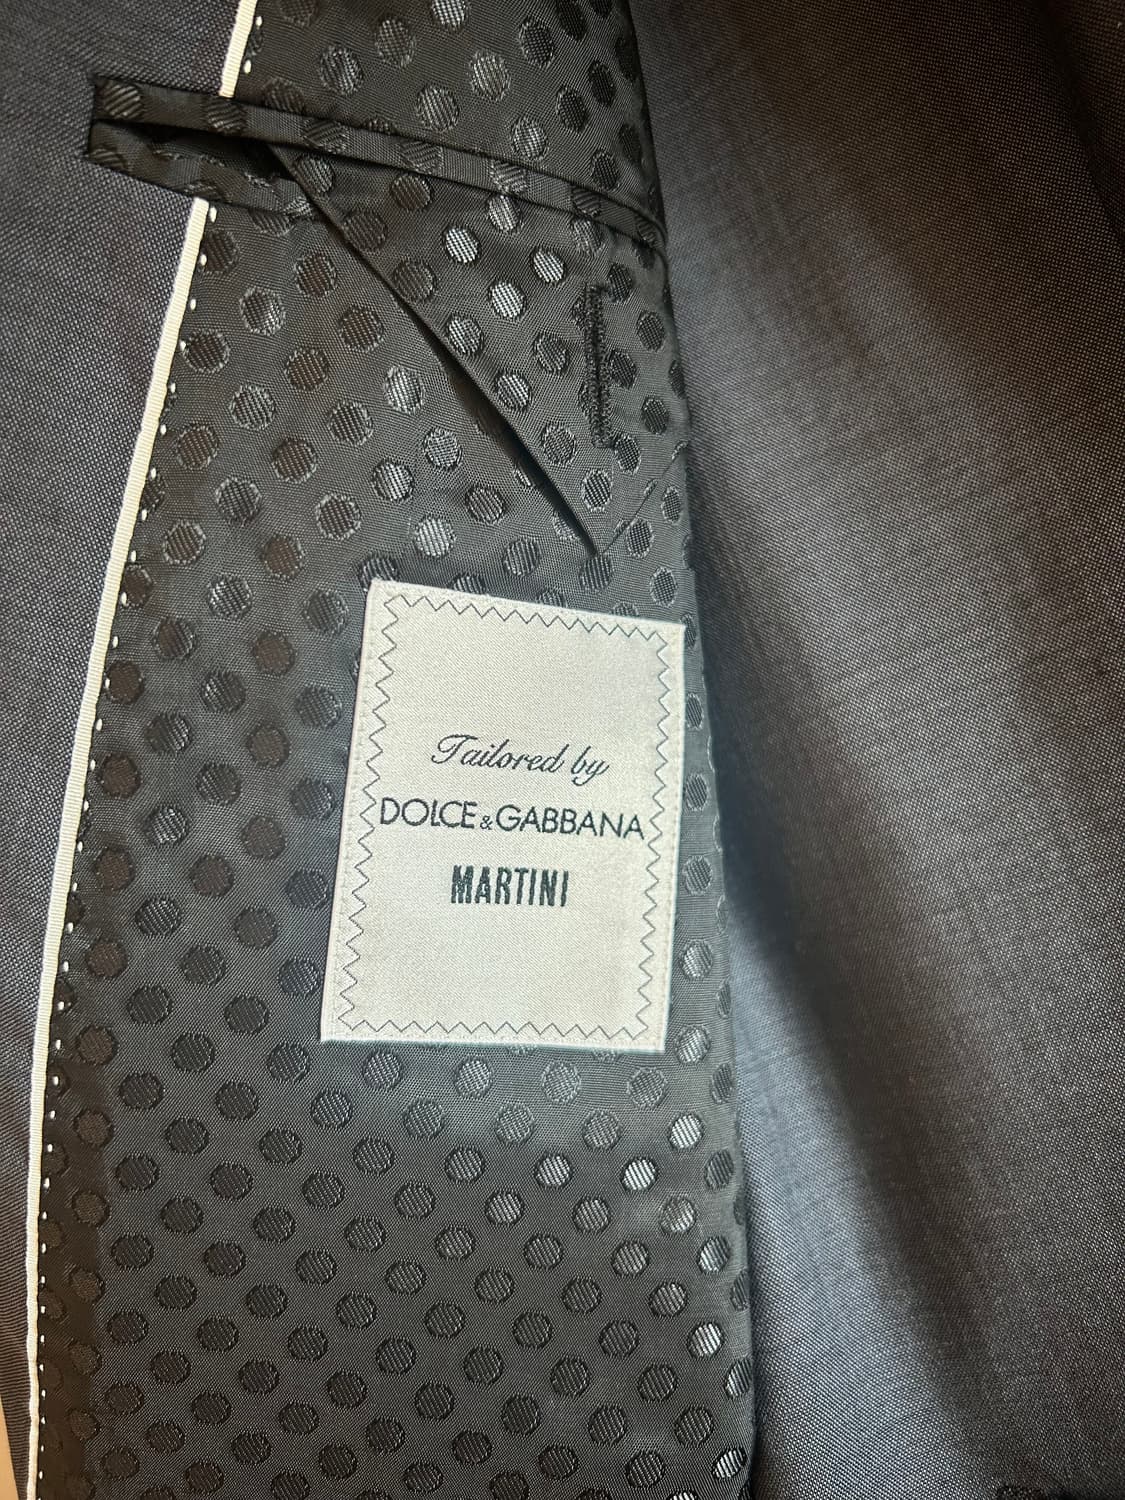 Tailored by
DOLCE & GABBANA
MARTINI